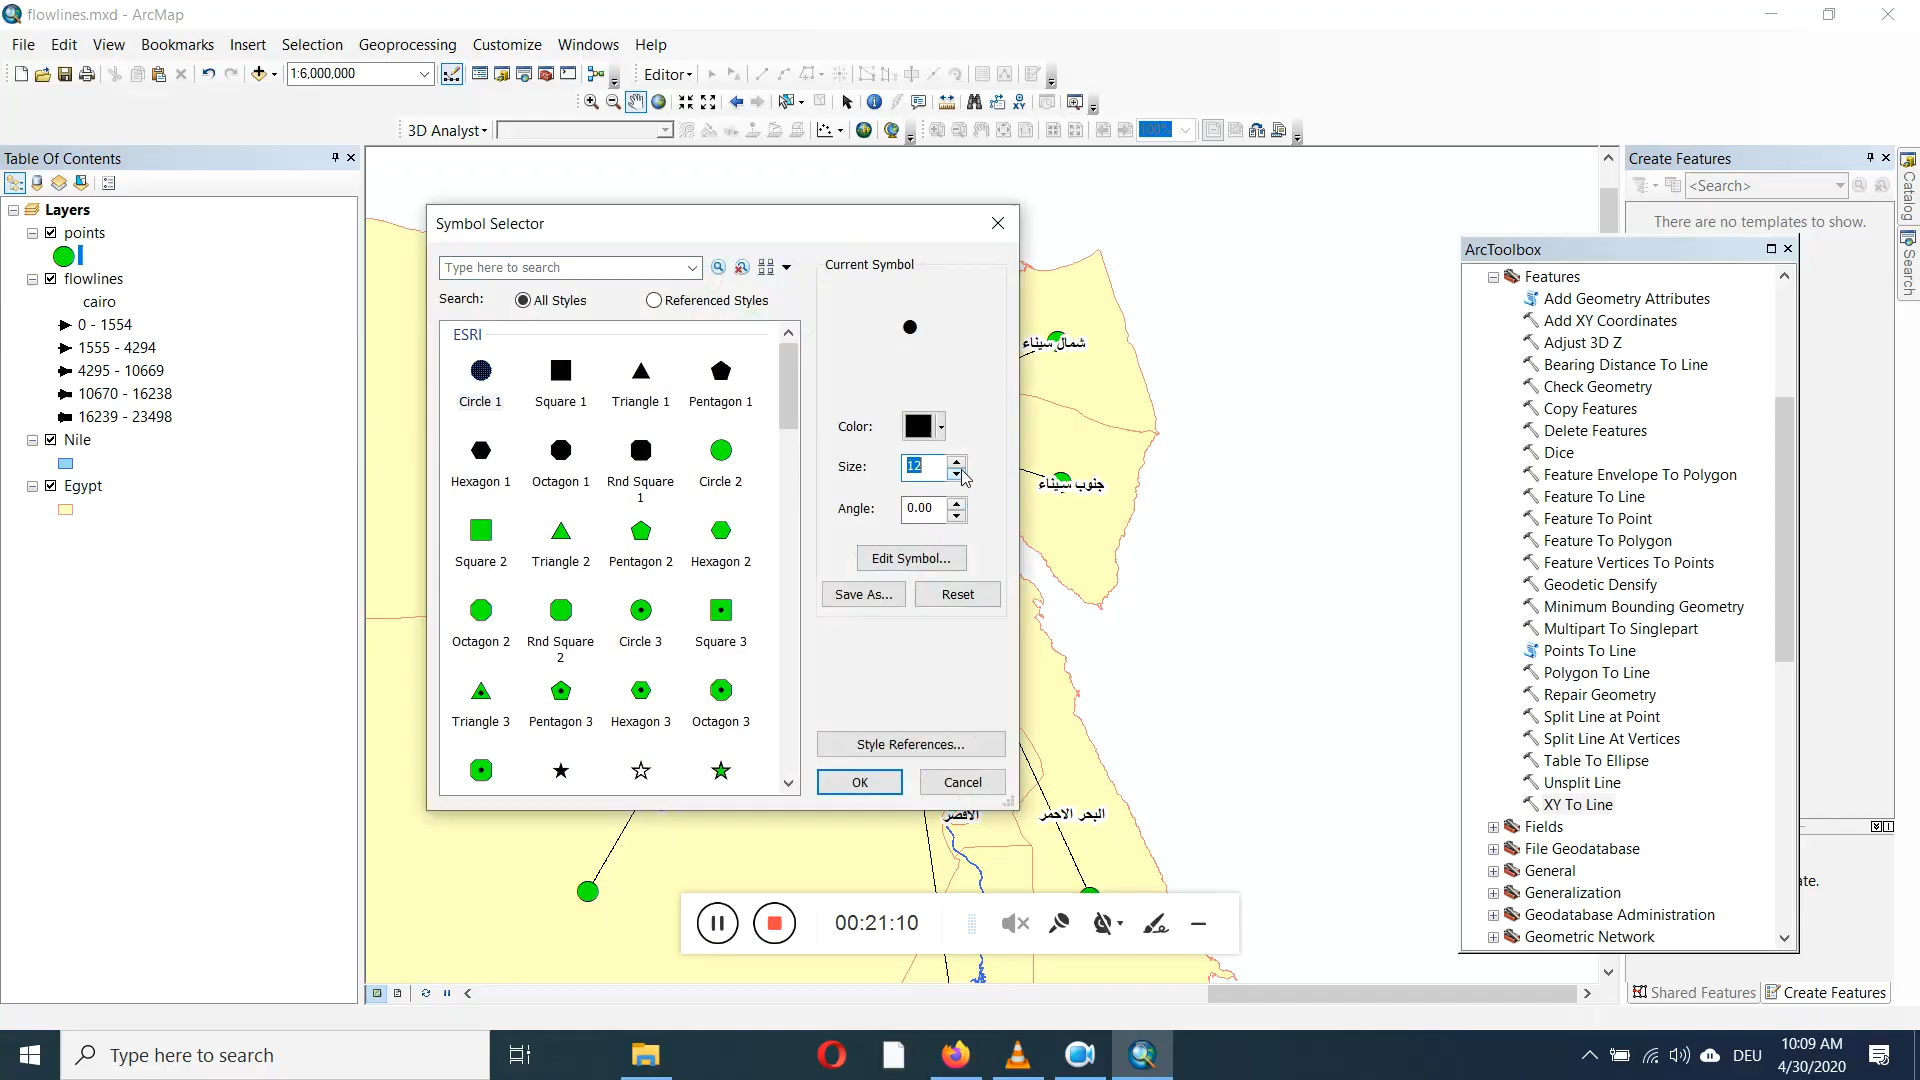 flowlines.mxd - ArcMap
File Edit View Bookmarks Insert Selection Geoprocessing Customize Windows Help
1:6,000,000
Editor
3D Analyst
100%
Table Of Contents
Layers
points
flowlines
cairo
0 - 1554
1555 - 4294
4295 - 10669
10670 - 16238
16239 - 23498
Nile
Egypt
Symbol Selector
Type here to search
Search: All Styles Referenced Styles
ESRI
Circle 1 Square 1 Triangle 1 Pentagon 1
Hexagon 1 Octagon 1 Rnd Square 1 Circle 2
Square 2 Triangle 2 Pentagon 2 Hexagon 2
Octagon 2 Rnd Square 2 Circle 3 Square 3
Triangle 3 Pentagon 3 Hexagon 3 Octagon 3
Current Symbol
Color:
Size: 12
Angle: 0.00
Edit Symbol...
Save As... Reset
Style References...
OK Cancel
شمال سيناء
جنوب سيناء
الاقصر
البحر الاحمر
00:21:10
Create Features
<Search>
There are no templates to show.
Catalog
Search
ArcToolbox
Features
Add Geometry Attributes
Add XY Coordinates
Adjust 3D Z
Bearing Distance To Line
Check Geometry
Copy Features
Delete Features
Dice
Feature Envelope To Polygon
Feature To Line
Feature To Point
Feature To Polygon
Feature Vertices To Points
Geodetic Densify
Minimum Bounding Geometry
Multipart To Singlepart
Points To Line
Polygon To Line
Repair Geometry
Split Line at Point
Split Line At Vertices
Table To Ellipse
Unsplit Line
XY To Line
Fields
File Geodatabase
General
Generalization
Geodatabase Administration
Geometric Network
ate.
Shared Features Create Features
Type here to search
DEU
10:09 AM
4/30/2020